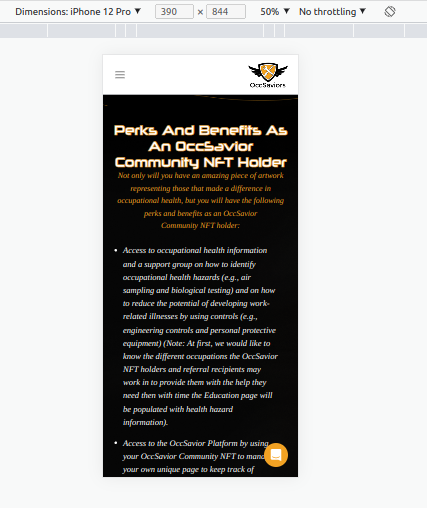 Dimensions: iPhone 12 Pro ▼ 390 × 844 50% ▼ No throttling ▼
OccSaviors
Perks And Benefits As
An OccSavior
Community NFT Holder
Not only will you have an amazing piece of artwork
representing those that made a difference in
occupational health, but you will have the following
perks and benefits as an OccSavior
Community NFT holder:
• Access to occupational health information
and a support group on how to identify
occupational health hazards (e.g., air
sampling and biological testing) and on how
to reduce the potential of developing work-
related illnesses by using controls (e.g.,
engineering controls and personal protective
equipment) (Note: At first, we would like to
know the different occupations the OccSavior
NFT holders and referral recipients may
work in to provide them with the help they
need then with time the Education page will
be populated with health hazard
information).
• Access to the OccSavior Platform by using
your OccSavior Community NFT to
your own unique page to keep track of